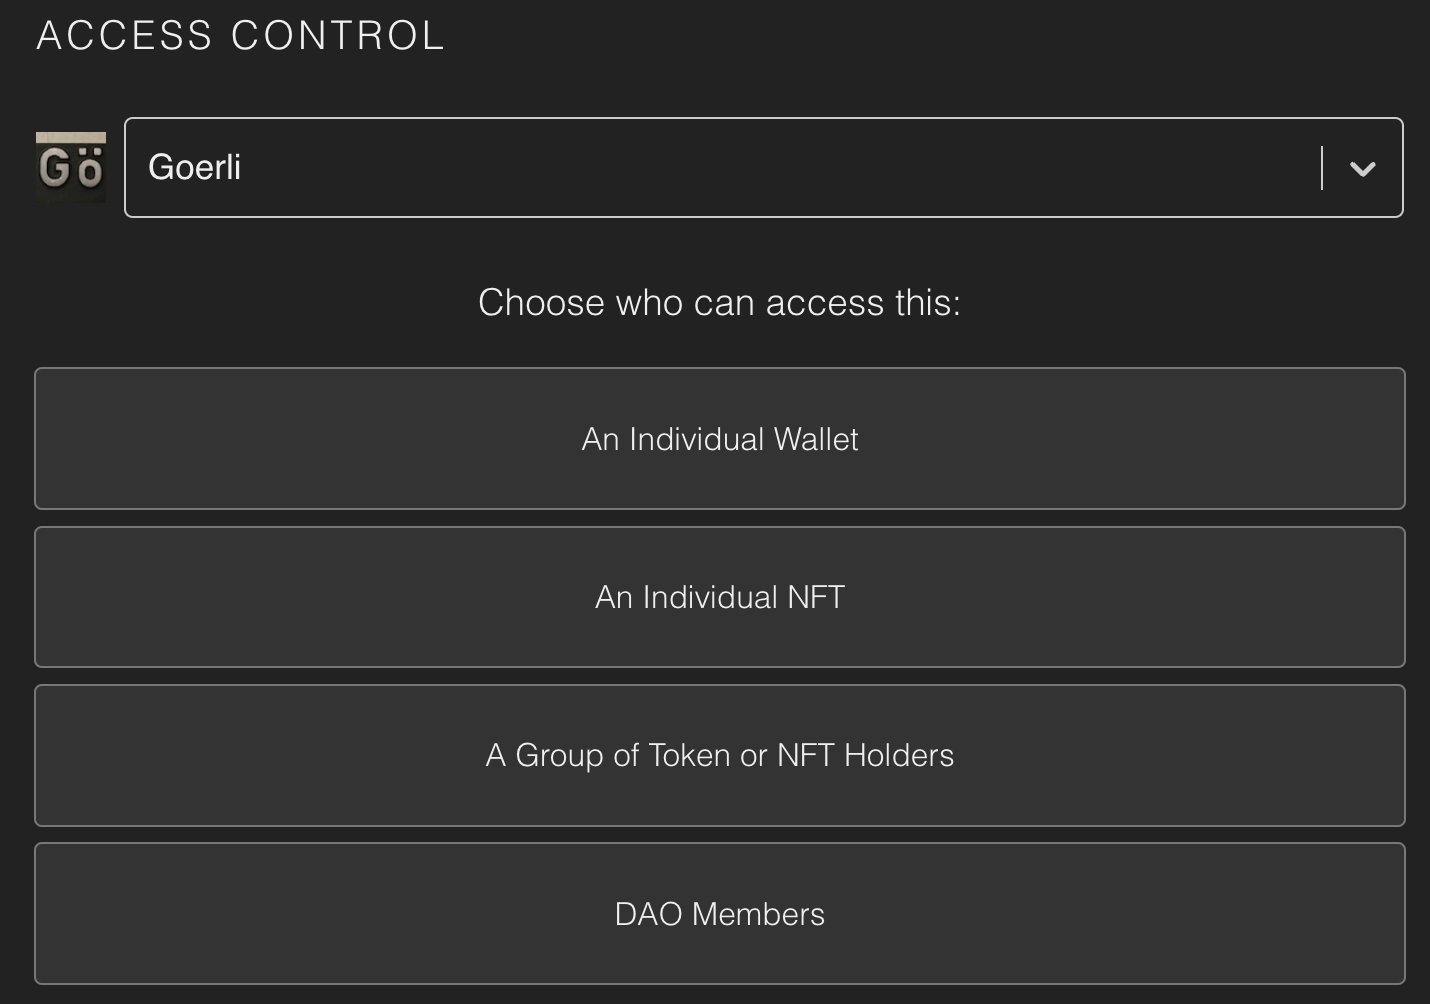 ACCESS CONTROL
Gö
Goerli
Choose who can access this:
An Individual Wallet
An Individual NFT
A Group of Token or NFT Holders
DAO Members